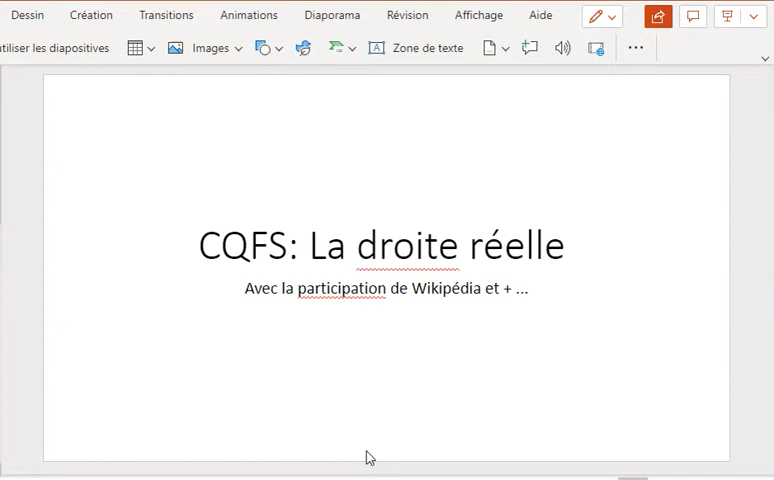 Dessin Création Transitions Animations Diaporama Révision Affichage Aide
utiliser les diapositives Images Zone de texte
CQFS: La droite réelle
Avec la participation de Wikipédia et + ...